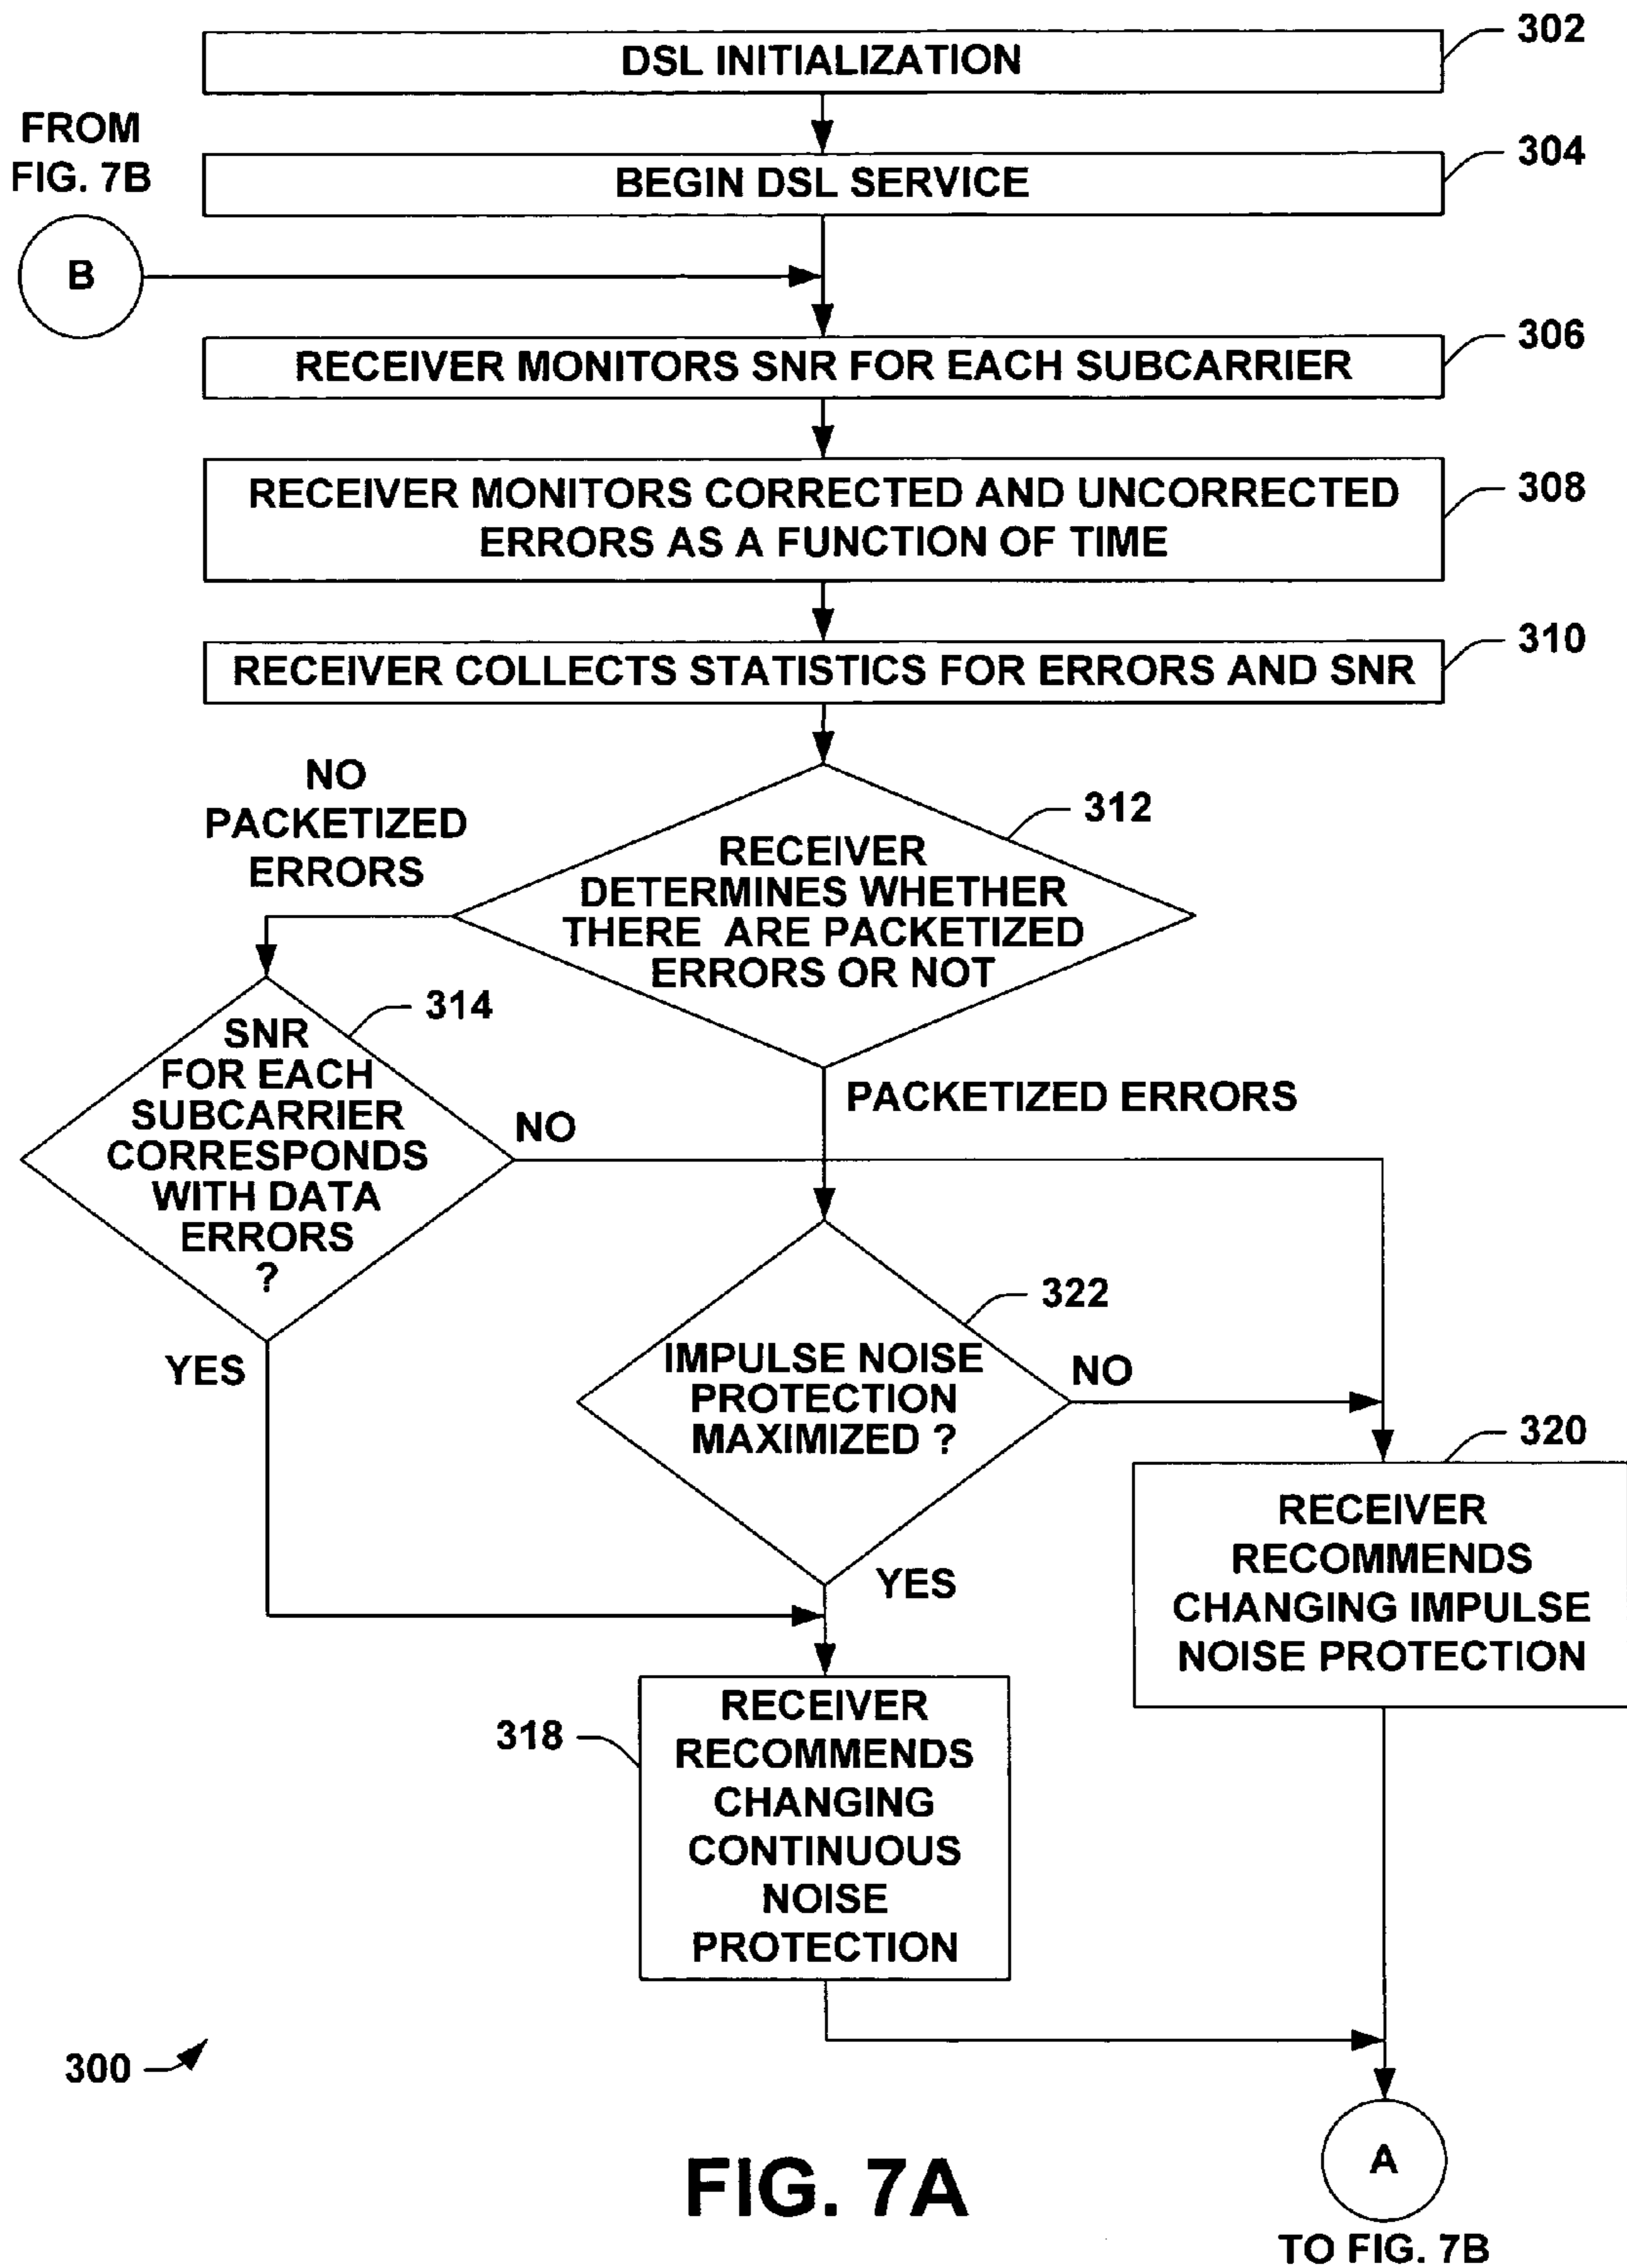 302
DSL INITIALIZATION
FROM
FIG. 7B
304
BEGIN DSL SERVICE
B
306
RECEIVER MONITORS SNR FOR EACH SUBCARRIER
308
RECEIVER MONITORS CORRECTED AND UNCORRECTED
ERRORS AS A FUNCTION OF TIME
310
RECEIVER COLLECTS STATISTICS FOR ERRORS AND SNR
NO
PACKETIZED
ERRORS
312
RECEIVER
DETERMINES WHETHER
THERE ARE PACKETIZED
ERRORS OR NOT
314
SNR
FOR EACH
SUBCARRIER
CORRESPONDS
WITH DATA
ERRORS
?
NO
PACKETIZED ERRORS
YES
322
IMPULSE NOISE
PROTECTION
MAXIMIZED ?
NO
YES
320
RECEIVER
RECOMMENDS
CHANGING IMPULSE
NOISE PROTECTION
318
RECEIVER
RECOMMENDS
CHANGING
CONTINUOUS
NOISE
PROTECTION
300
A
TO FIG. 7B
FIG. 7A